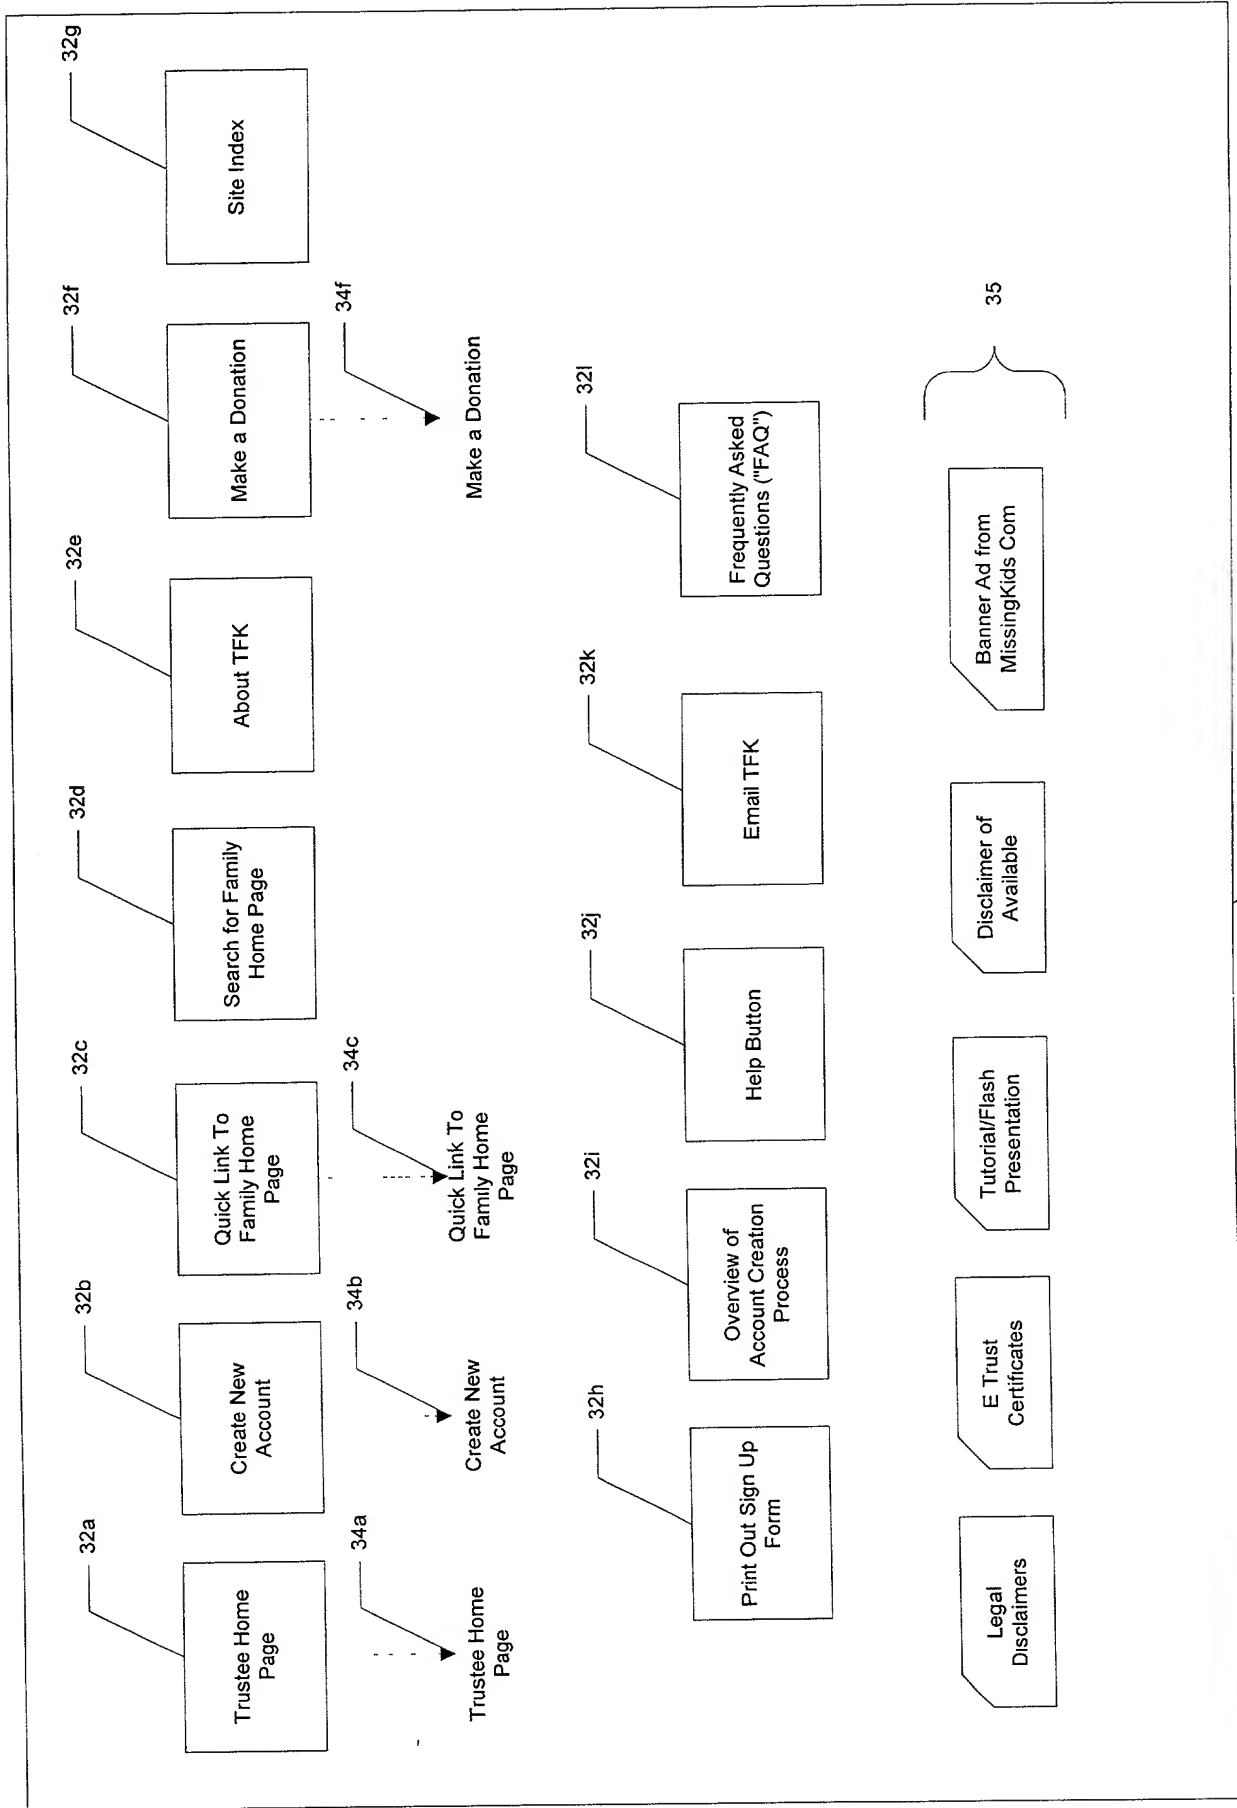 32a
32b
32c
32d
32e
32f
32g
Trustee Home
Page
Create New
Account
Quick Link To
Family Home
Page
Search for Family
Home Page
About TFK
Make a Donation
Site Index
34a
34b
34c
34f
Trustee Home
Page
Create New
Account
Quick Link To
Family Home
Page
Make a Donation
32h
32i
32j
32k
32l
Print Out Sign Up
Form
Overview of
Account Creation
Process
Help Button
Email TFK
Frequently Asked
Questions ("FAQ")
Legal
Disclaimers
E Trust
Certificates
Tutorial/Flash
Presentation
Disclaimer of
Available
Banner Ad from
MissingKids Com
35